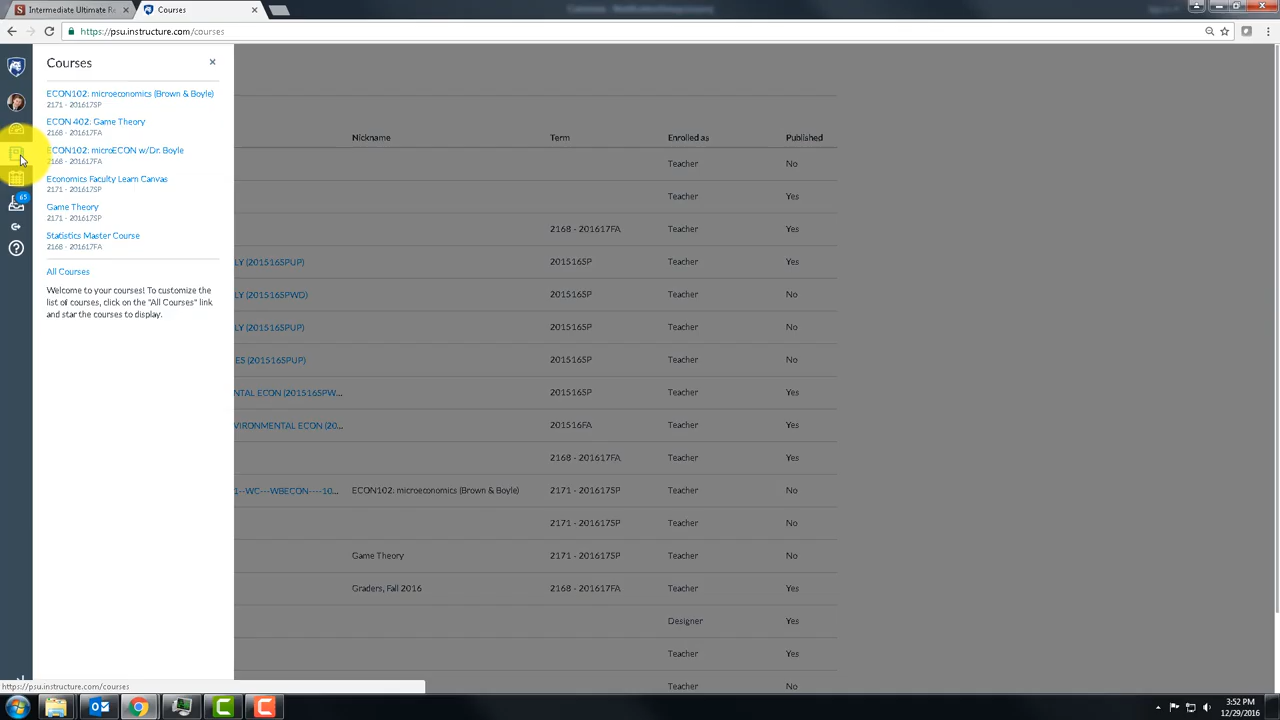 Intermediate Ultimate Re
Courses
https://psu.instructure.com/courses
Courses
ECON102: microeconomics (Brown & Boyle)
2171 - 201617SP
ECON 402: Game Theory
2168 - 201617FA
ECON102: microECON w/Dr. Boyle
2168 - 201617FA
Economics Faculty Learn Canvas
2171 - 201617SP
Game Theory
2171 - 201617SP
Statistics Master Course
2168 - 201617FA
All Courses
Welcome to your courses! To customize the
list of courses, click on the "All Courses" link
and star the courses to display.
65
Nickname Term Enrolled as Published
Teacher No
Teacher Yes
2168 - 201617FA Teacher Yes
LY (201516SPUP) 201516SP Teacher Yes
LY (201516SPWD) 201516SP Teacher No
LY (201516SPUP) 201516SP Teacher No
ES (201516SPUP) 201516SP Teacher No
NTAL ECON (201516SPW... 201516SP Teacher Yes
VIRONMENTAL ECON (20... 201516FA Teacher Yes
2168 - 201617FA Teacher Yes
1--WC---WBECON----10... ECON102: microeconomics (Brown & Boyle) 2171 - 201617SP Teacher No
2171 - 201617SP Teacher No
Game Theory 2171 - 201617SP Teacher No
Graders, Fall 2016 2168 - 201617FA Teacher Yes
Designer Yes
Teacher Yes
Teacher No
https://psu.instructure.com/courses
3:52 PM
12/29/2016